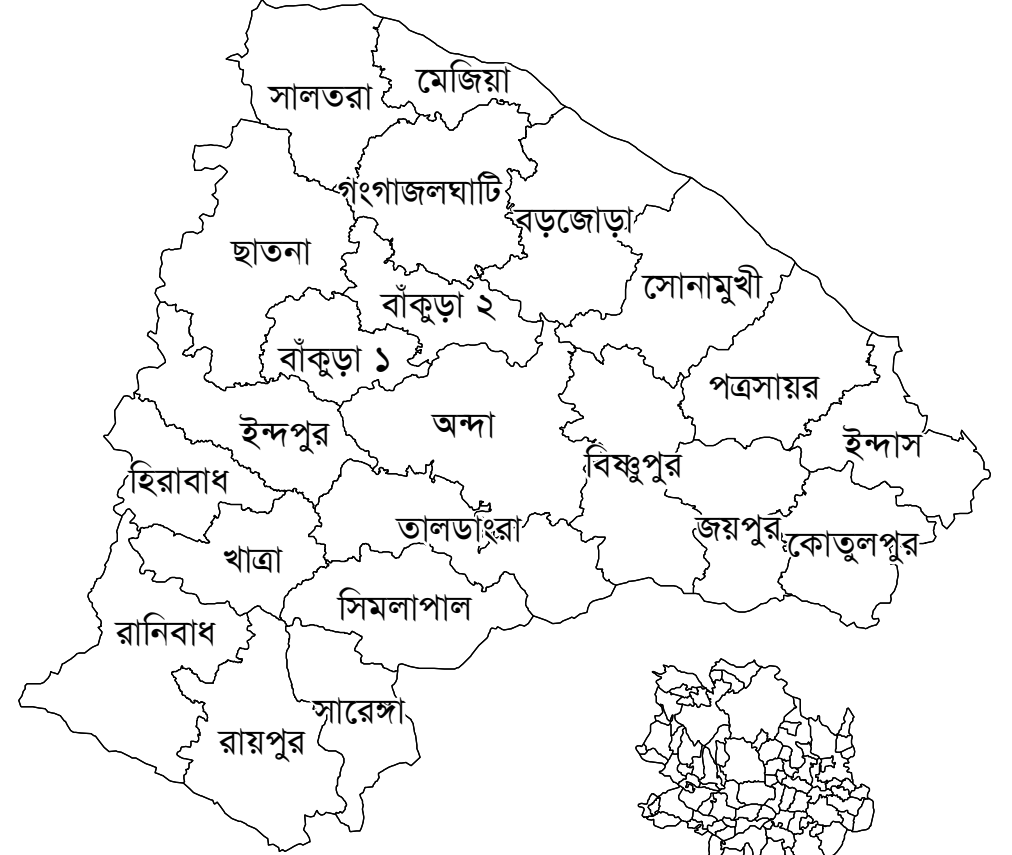 সালতরা
মেজিয়া
গংগাজলঘাটি
বড়জোড়া
ছাতনা
সোনামুখী
বাঁকুড়া ২
বাঁকুড়া ১
পত্রসায়র
অন্দা
ইন্দপুর
ইন্দাস
বিষ্ণুপুর
হিরাবাধ
তালডাংরা
জয়পুর
কোতুলপুর
খাত্রা
সিমলাপাল
রানিবাধ
সারেঙ্গা
রায়পুর